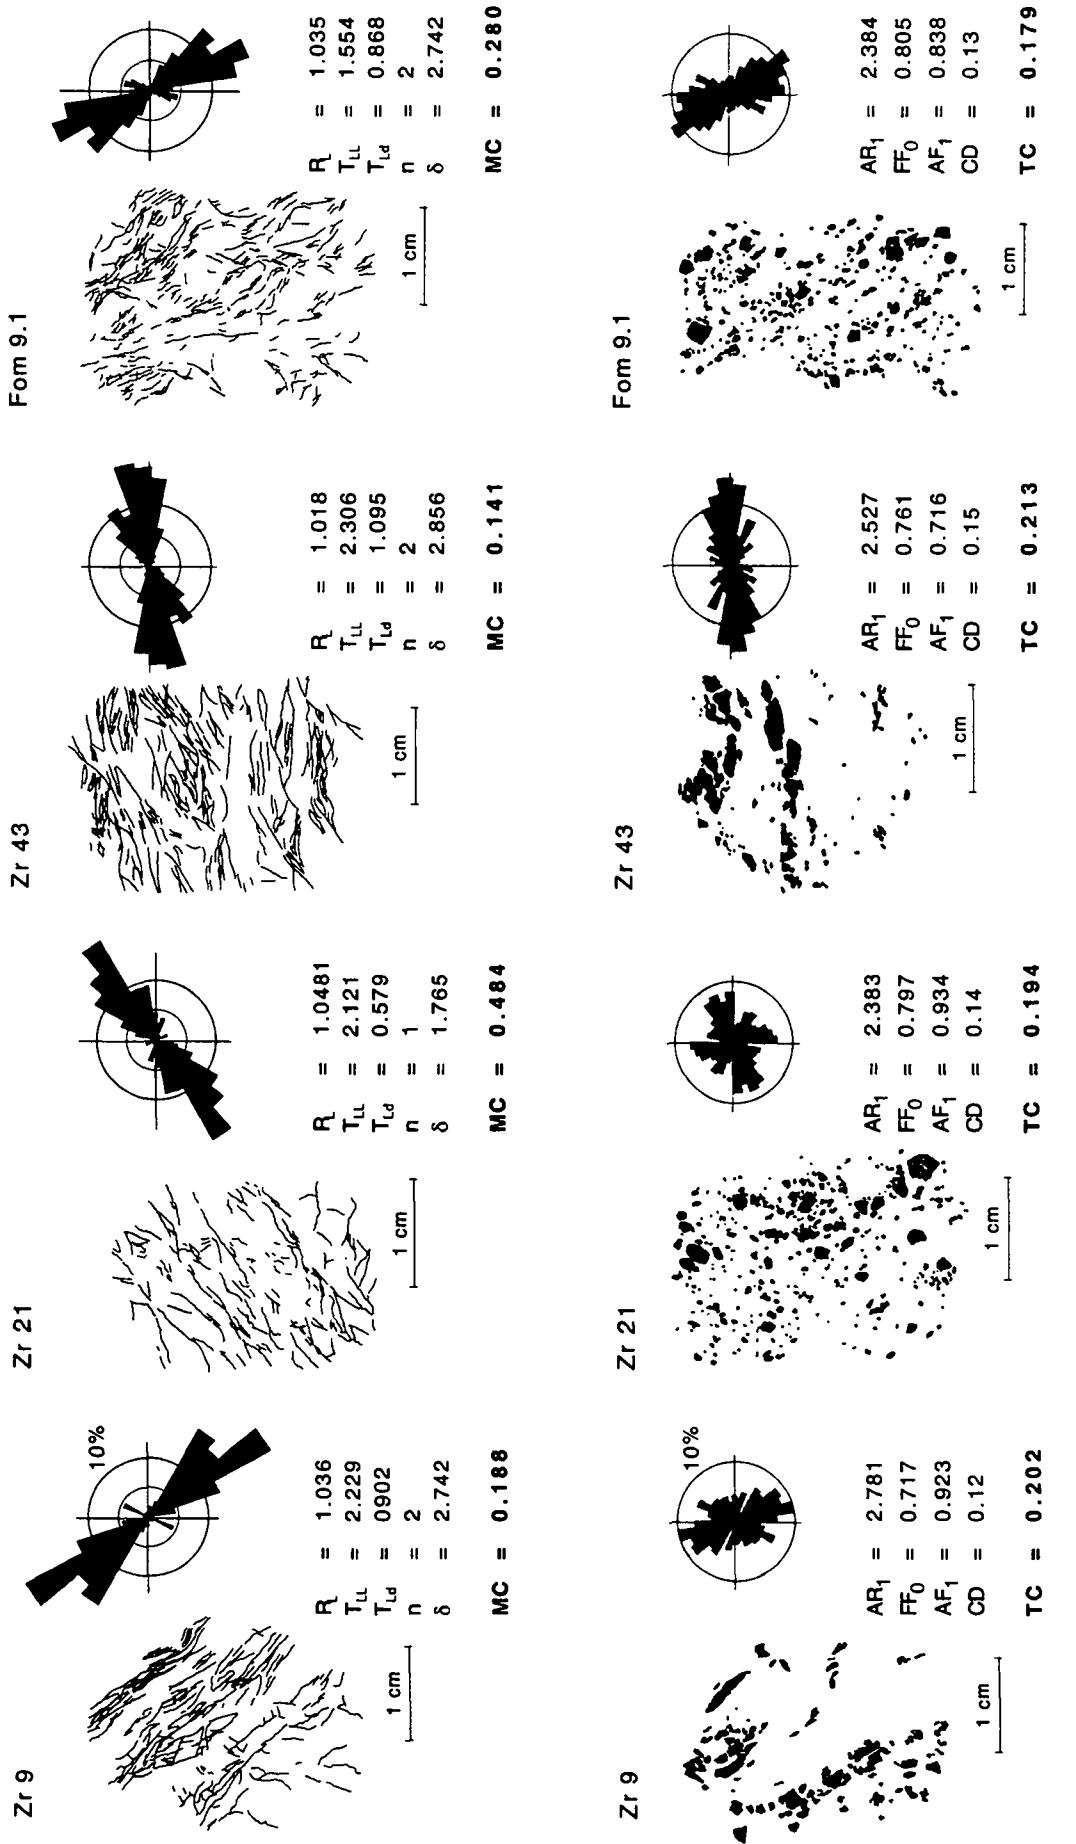 Zr 9
10%
R_L = 1.036
T_LL = 2.229
T_Ld = 0902
n = 2
δ = 2.742
MC = 0.188
1 cm
Zr 21
R_L = 1.0481
T_LL = 2.121
T_Ld = 0.579
n = 1
δ = 1.765
MC = 0.484
1 cm
Zr 43
R_L = 1.018
T_LL = 2.306
T_Ld = 1.095
n = 2
δ = 2.856
MC = 0.141
1 cm
Fom 9.1
R_L = 1.035
T_LL = 1.554
T_Ld = 0.868
n = 2
δ = 2.742
MC = 0.280
1 cm
Zr 9
10%
AR₁ = 2.781
FF₀ = 0.717
AF₁ = 0.923
CD = 0.12
TC = 0.202
1 cm
Zr 21
AR₁ = 2.383
FF₀ = 0.797
AF₁ = 0.934
CD = 0.14
TC = 0.194
1 cm
Zr 43
AR₁ = 2.527
FF₀ = 0.761
AF₁ = 0.716
CD = 0.15
TC = 0.213
1 cm
Fom 9.1
AR₁ = 2.384
FF₀ = 0.805
AF₁ = 0.838
CD = 0.13
TC = 0.179
1 cm